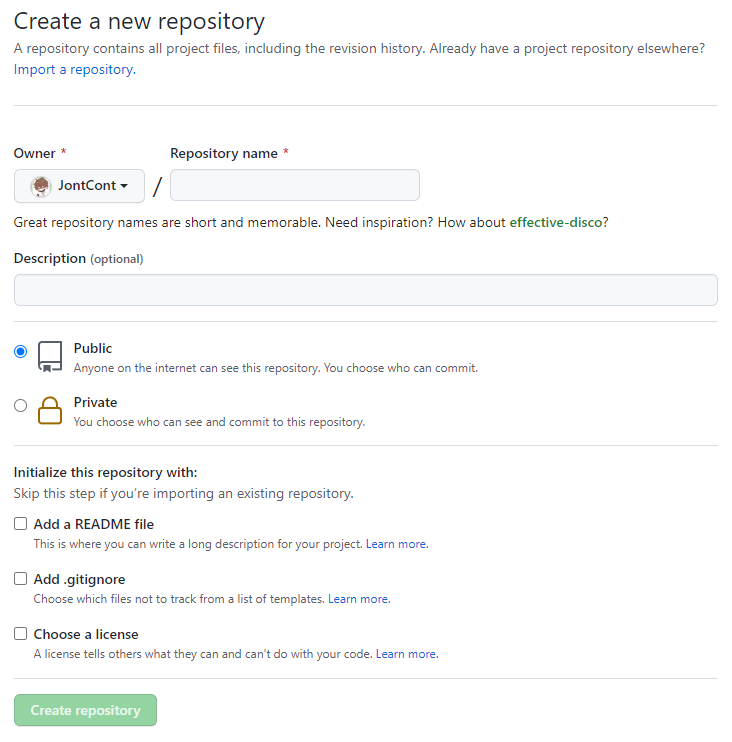 Create a new repository
A repository contains all project files, including the revision history. Already have a project repository elsewhere?
Import a repository.
Owner * Repository name *
JontCont /
Great repository names are short and memorable. Need inspiration? How about effective-disco?
Description (optional)
Public
Anyone on the internet can see this repository. You choose who can commit.
Private
You choose who can see and commit to this repository.
Initialize this repository with:
Skip this step if you're importing an existing repository.
Add a README file
This is where you can write a long description for your project. Learn more.
Add .gitignore
Choose which files not to track from a list of templates. Learn more.
Choose a license
A license tells others what they can and can't do with your code. Learn more.
Create repository